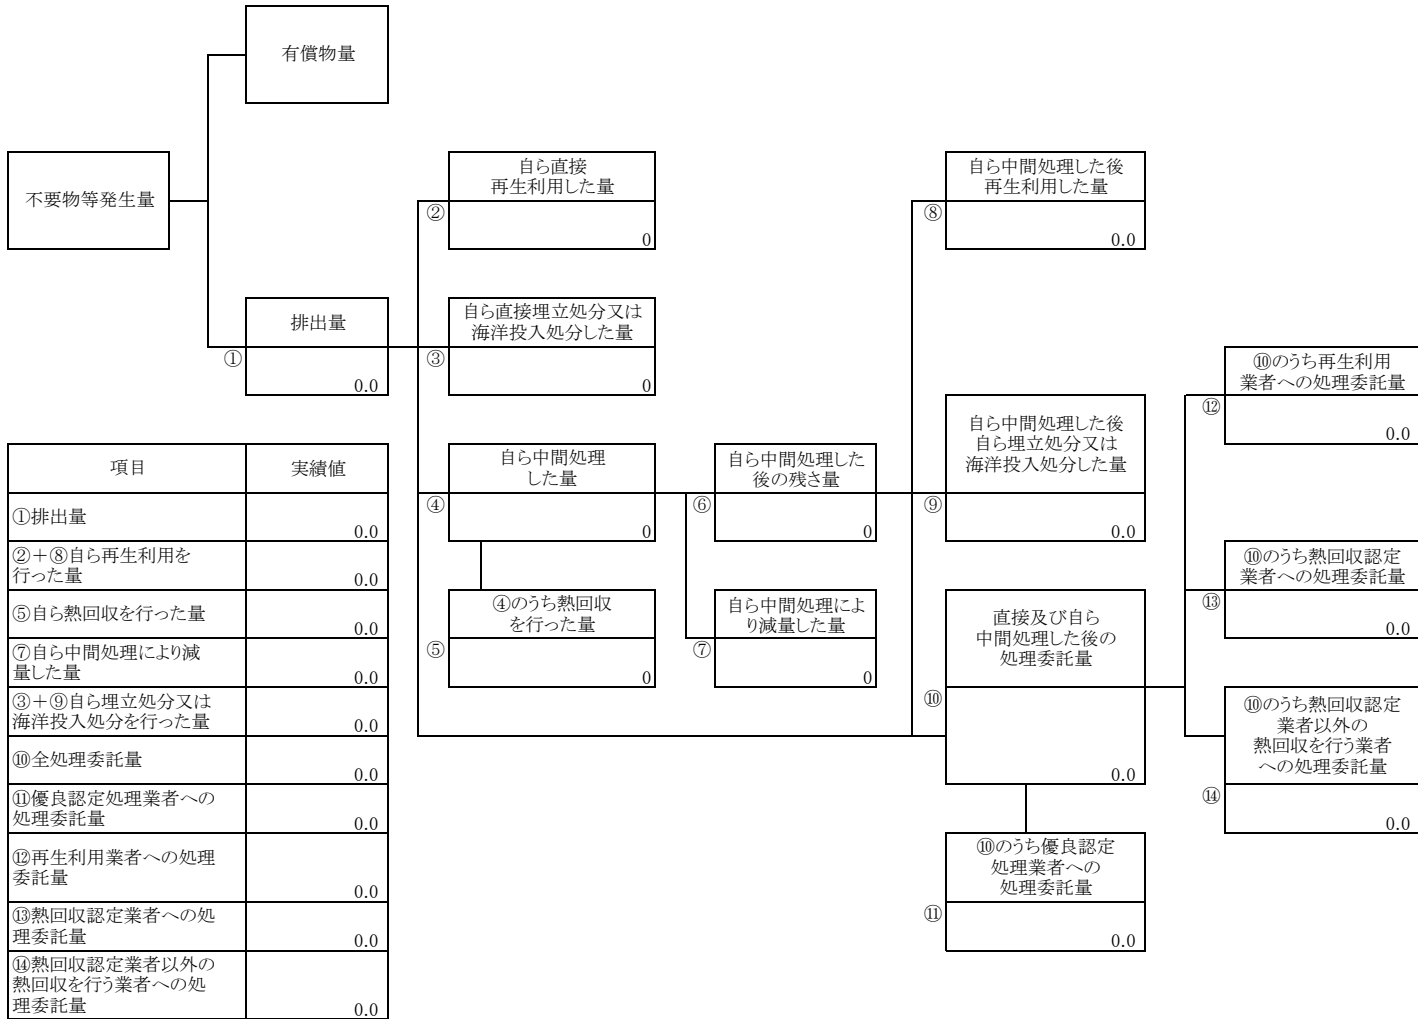 有償物量
不要物等発生量
排出量
①
0.0
自ら直接
再生利用した量
②
0
自ら直接埋立処分又は
海洋投入処分した量
③
0
自ら中間処理
した量
④
0
④のうち熱回収
を行った量
⑤
0
自ら中間処理した
後の残さ量
⑥
0
自ら中間処理によ
り減量した量
⑦
0
自ら中間処理した後
再生利用した量
⑧
0.0
自ら中間処理した後
自ら埋立処分又は
海洋投入処分した量
⑨
0.0
直接及び自ら
中間処理した後の
処理委託量
⑩
0.0
⑩のうち優良認定
処理業者への
処理委託量
⑪
0.0
⑩のうち再生利用
業者への処理委託量
⑫
0.0
⑩のうち熱回収認定
業者への処理委託量
⑬
0.0
⑩のうち熱回収認定
業者以外の
熱回収を行う業者
への処理委託量
⑭
0.0
項目 実績値
①排出量
0.0
②+⑧自ら再生利用を
行った量 0.0
⑤自ら熱回収を行った量
0.0
⑦自ら中間処理により減
量した量 0.0
③+⑨自ら埋立処分又は
海洋投入処分を行った量 0.0
⑩全処理委託量
0.0
⑪優良認定処理業者への
処理委託量 0.0
⑫再生利用業者への処理
委託量
0.0
⑬熱回収認定業者への処
理委託量 0.0
⑭熱回収認定業者以外の
熱回収を行う業者への処
理委託量 0.0